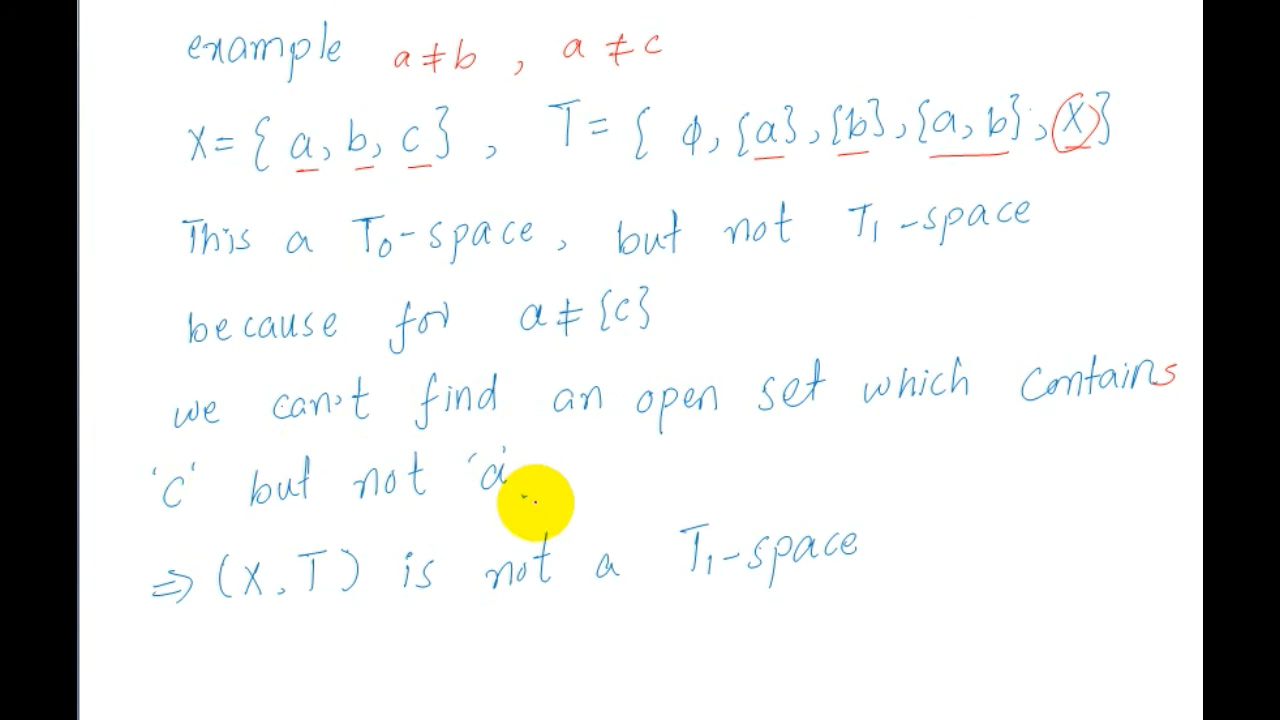 example a ≠ b , a ≠ c
X = { a, b, c } , T = { φ, {a}, {b}, {a, b}, X }
This a T₀-space, but not T₁-space
because for a ≠ {c}
we can't find an open set which contains
'c' but not 'a'
⇒ (X, T) is not a T₁-space